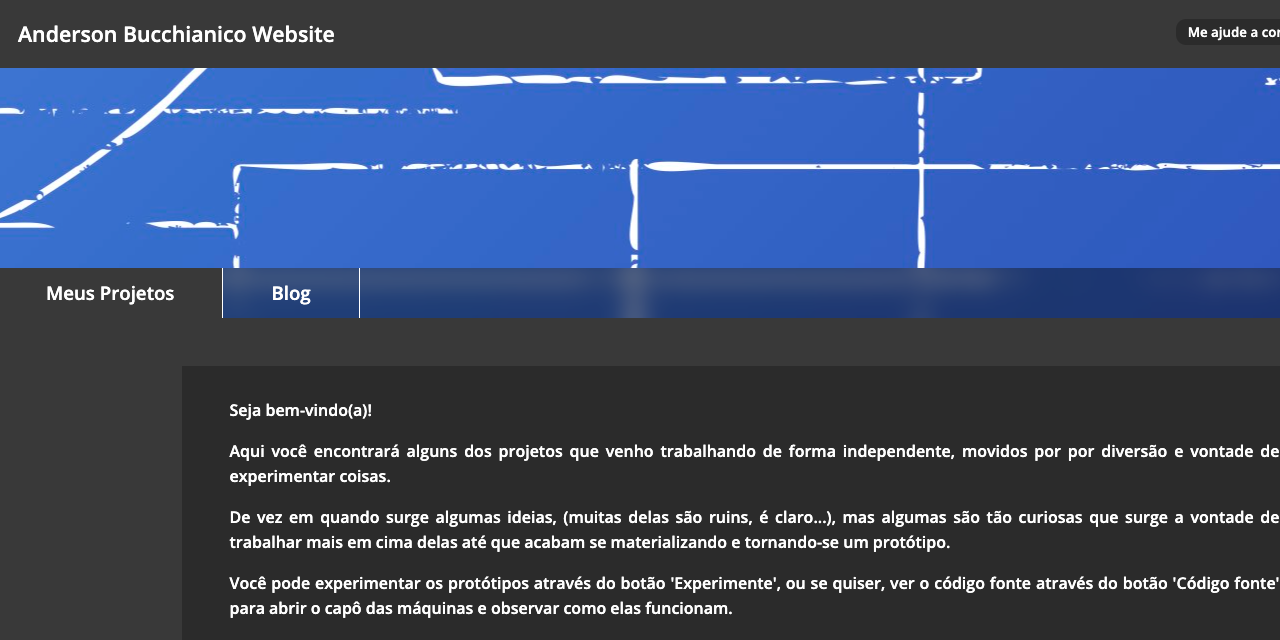 Anderson Bucchianico Website
Me ajude a
Meus Projetos
Blog
Seja bem-vindo(a)!
Aqui você encontrará alguns dos projetos que venho trabalhando de forma independente, movidos por por diversão e vontade de
experimentar coisas.
De vez em quando surge algumas ideias, (muitas delas são ruins, é claro...), mas algumas são tão curiosas que surge a vontade de
trabalhar mais em cima delas até que acabam se materializando e tornando-se um protótipo.
Você pode experimentar os protótipos através do botão 'Experimente', ou se quiser, ver o código fonte através do botão 'Código fonte'
para abrir o capô das máquinas e observar como elas funcionam.